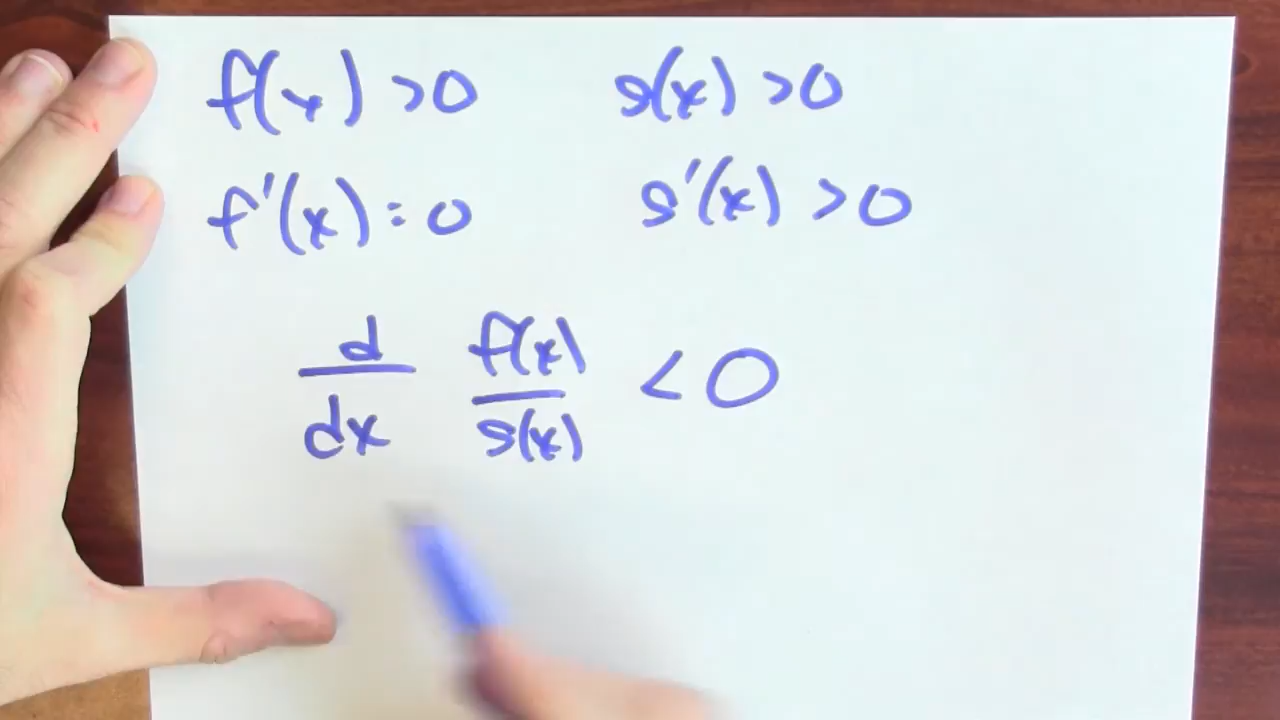 f(x) >0 g(x) >0
f'(x) = 0 g'(x) >0
d/dx f(x)/g(x) < 0